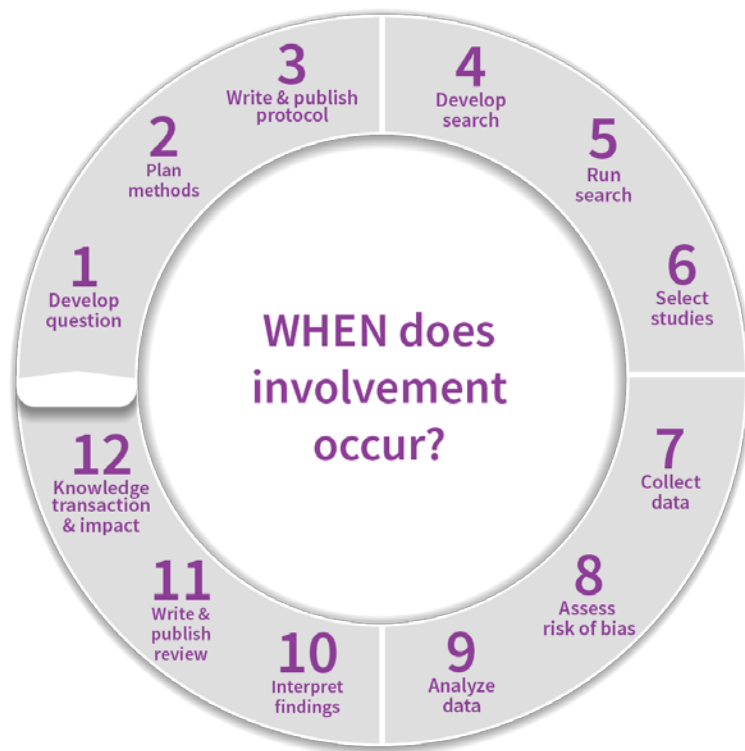 1
Develop
question
2
Plan
methods
3
Write & publish
protocol
4
Develop
search
5
Run
search
6
Select
studies
7
Collect
data
8
Assess
risk of bias
9
Analyze
data
10
Interpret
findings
11
Write &
publish
review
12
Knowledge
transaction
& impact
WHEN does
involvement
occur?